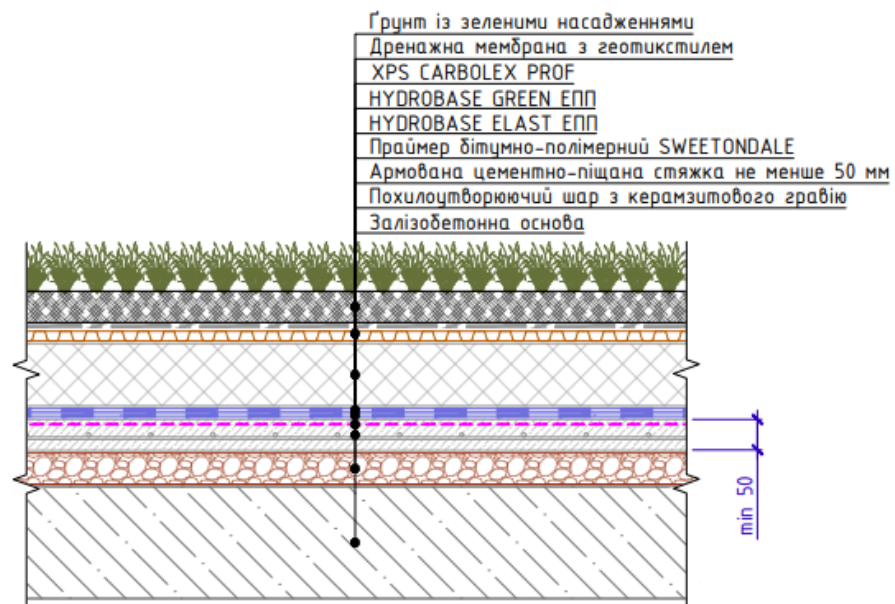 Ґрунт із зеленими насадженнями
Дренажна мембрана з геотикстилем
XPS CARBOLEX PROF
HYDROBASE GREEN ЕПП
HYDROBASE ELAST ЕПП
Праймер бітумно-полімерний SWEETONDALE
Армована цементно-піщана стяжка не менше 50 мм
Похилоутворюючий шар з керамзитового гравію
Залізобетонна основа
min 50